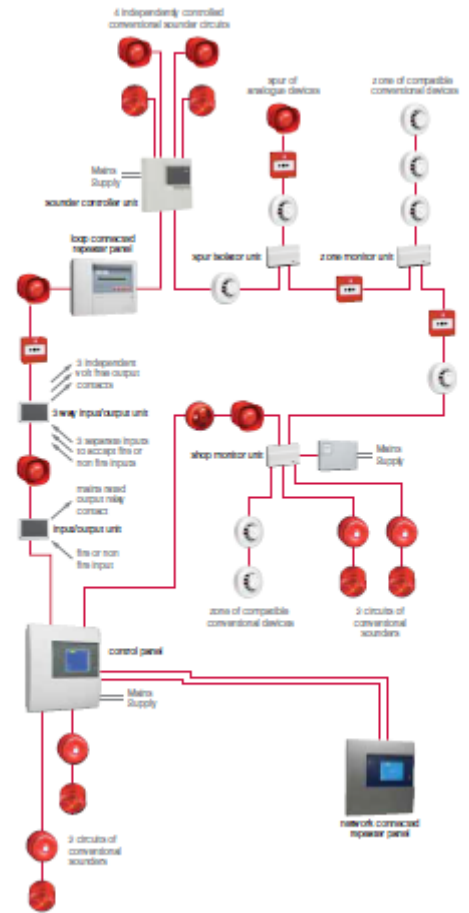 4 independently controlled
conventional sounder circuits
spur of
analogue devices
zone of compatible
conventional devices
Mains
Supply
sounder controller unit
loop connected
repeater panel
spur isolator unit
zone monitor unit
3 independent
volt free output
contacts
3 way input/output unit
3 separate inputs
to accept fire or
non fire inputs
shop monitor unit
Mains
Supply
mains rated
output relay
contact
input/output unit
fire or non
fire input
zone of compatible
conventional devices
2 circuits of
conventional
sounders
control panel
Mains
Supply
network connected
repeater panel
2 circuits of
conventional
sounders